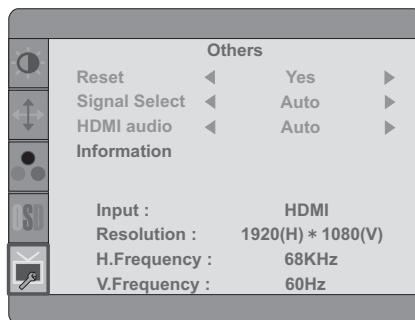 Others
Reset ◀ Yes ▶
Signal Select ◀ Auto ▶
HDMI audio ◀ Auto ▶
Information
Input : HDMI
Resolution : 1920(H) * 1080(V)
H.Frequency : 68KHz
V.Frequency : 60Hz
OSD